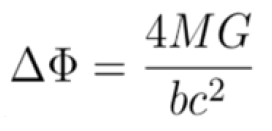 ΔΦ = 4MG / bc²